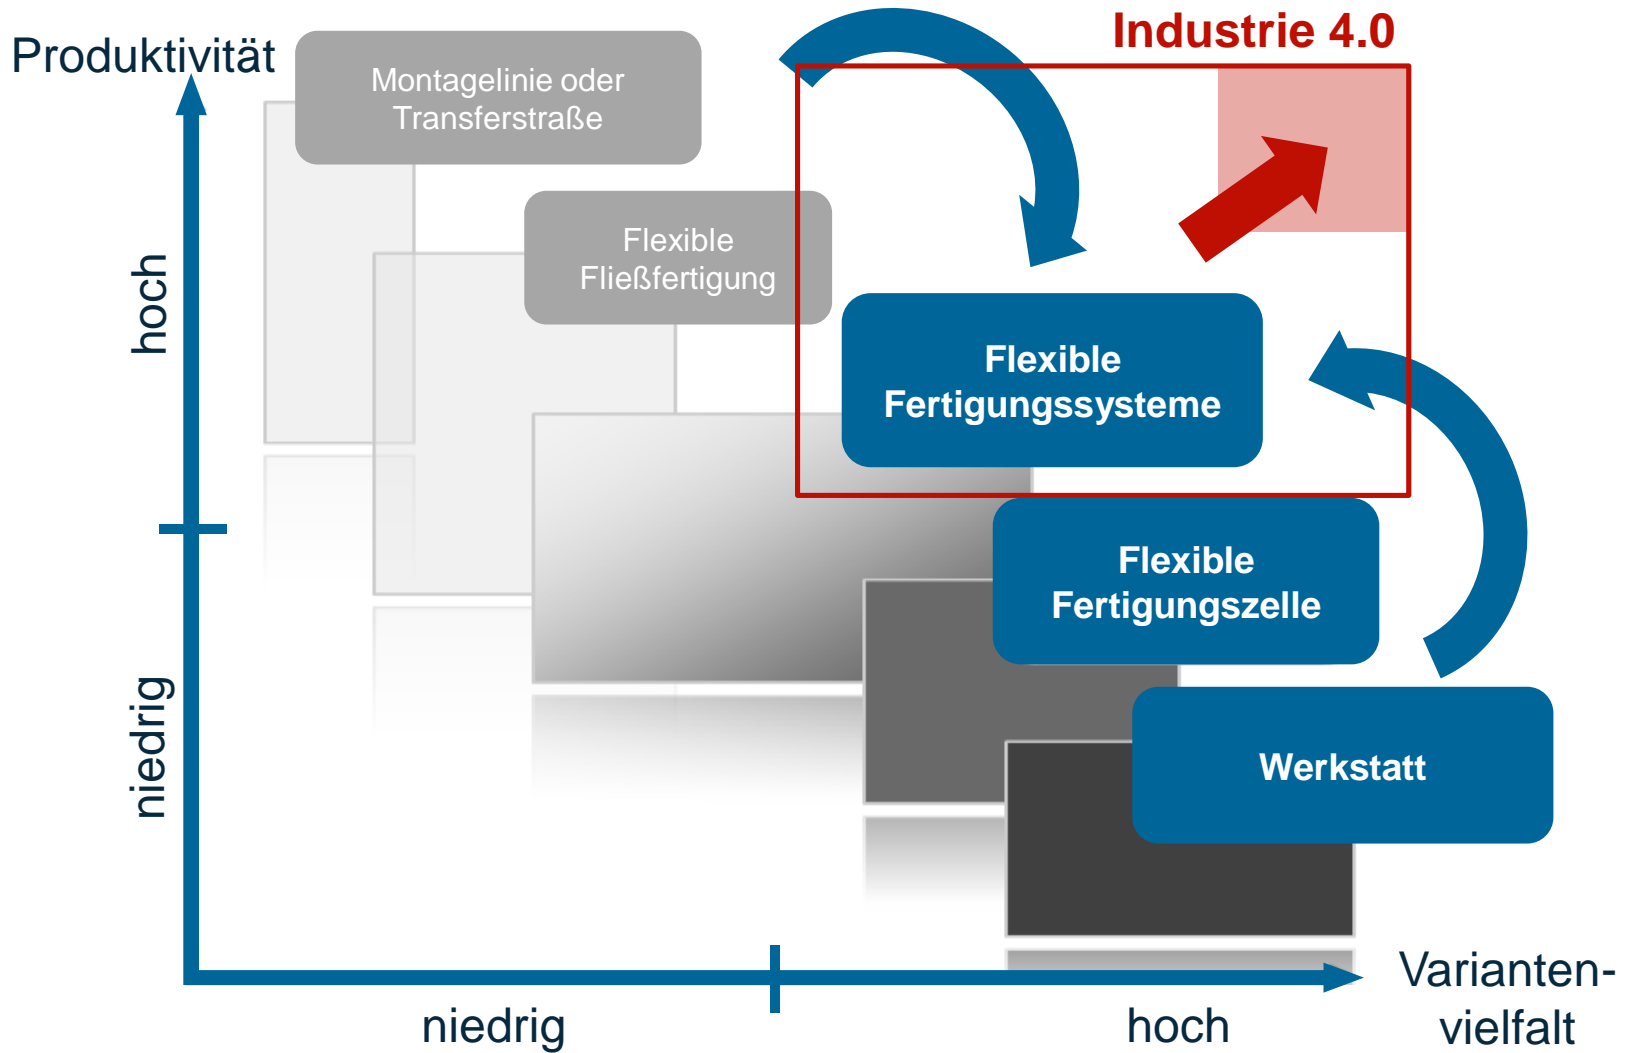 Industrie 4.0
Produktivität
Montagelinie oder
Transferstraße
Flexible
Fließfertigung
hoch
Flexible
Fertigungssysteme
Flexible
Fertigungszelle
niedrig
Werkstatt
Varianten-
vielfalt
niedrig
hoch